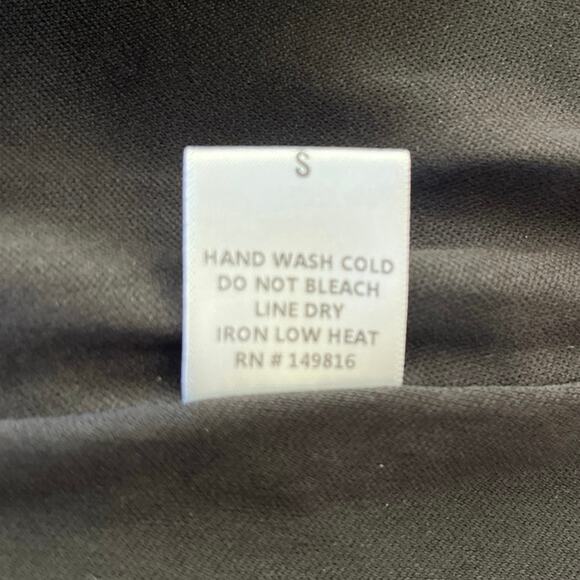 S
HAND WASH COLD
DO NOT BLEACH
LINE DRY
IRON LOW HEAT
RN # 149816